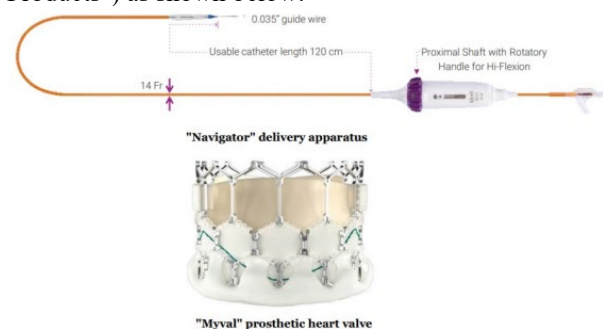 Products") as shown below:
0.035" guide wire
Usable catheter length 120 cm
Proximal Shaft with Rotatory
Handle for Hi-Flexion
14 Fr
"Navigator" delivery apparatus
"Myval" prosthetic heart valve